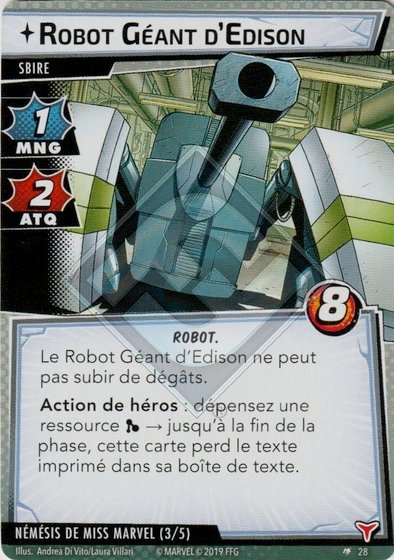 ROBOT GÉANT D'EDISON
SBIRE
1
MNG
2
ATQ
8
ROBOT.
Le Robot Géant d'Edison ne peut
pas subir de dégâts.
Action de héros : dépensez une
ressource → jusqu'à la fin de la
phase, cette carte perd le texte
imprimé dans sa boîte de texte.
NÉMÉSIS DE MISS MARVEL (3/5)
Illus. Andrea Di Vito/Laura Villari © MARVEL © 2019 FFG 28